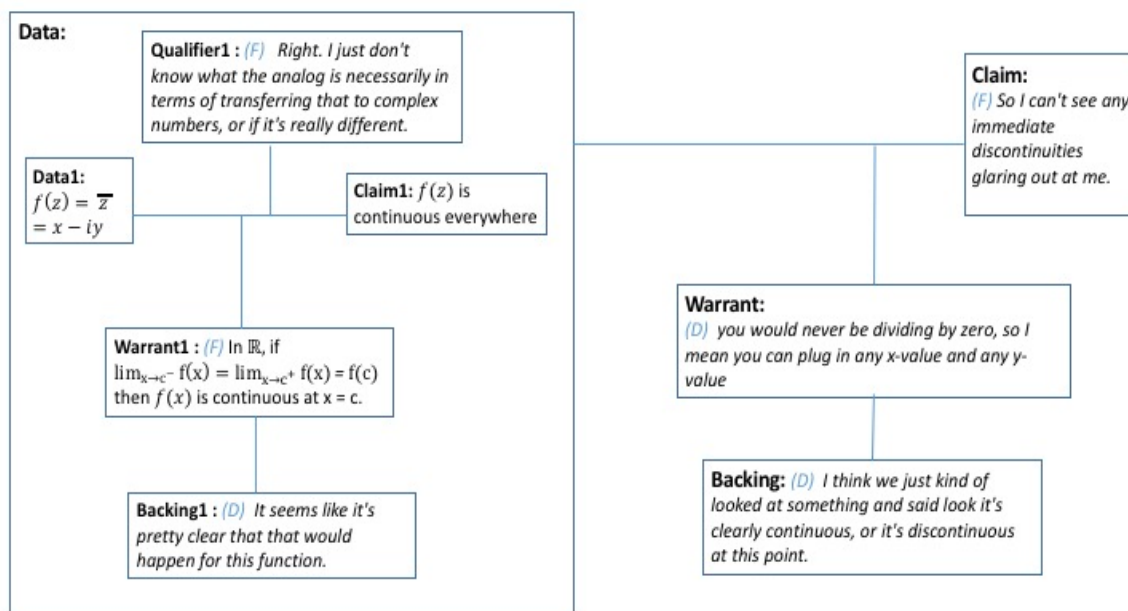 Data:
Qualifier1 : (F) Right. I just don't
know what the analog is necessarily in
terms of transferring that to complex
numbers, or if it's really different.
Data1:
f(z) = z̅
= x − iy
Claim1: f(z) is
continuous everywhere
Warrant1 : (F) In ℝ, if
limₓ→c⁻ f(x) = limₓ→c⁺ f(x) = f(c)
then f(x) is continuous at x = c.
Backing1 : (D) It seems like it's
pretty clear that that would
happen for this function.
Claim:
(F) So I can't see any
immediate
discontinuities
glaring out at me.
Warrant:
(D) you would never be dividing by zero, so I
mean you can plug in any x-value and any y-
value
Backing: (D) I think we just kind of
looked at something and said look it's
clearly continuous, or it's discontinuous
at this point.